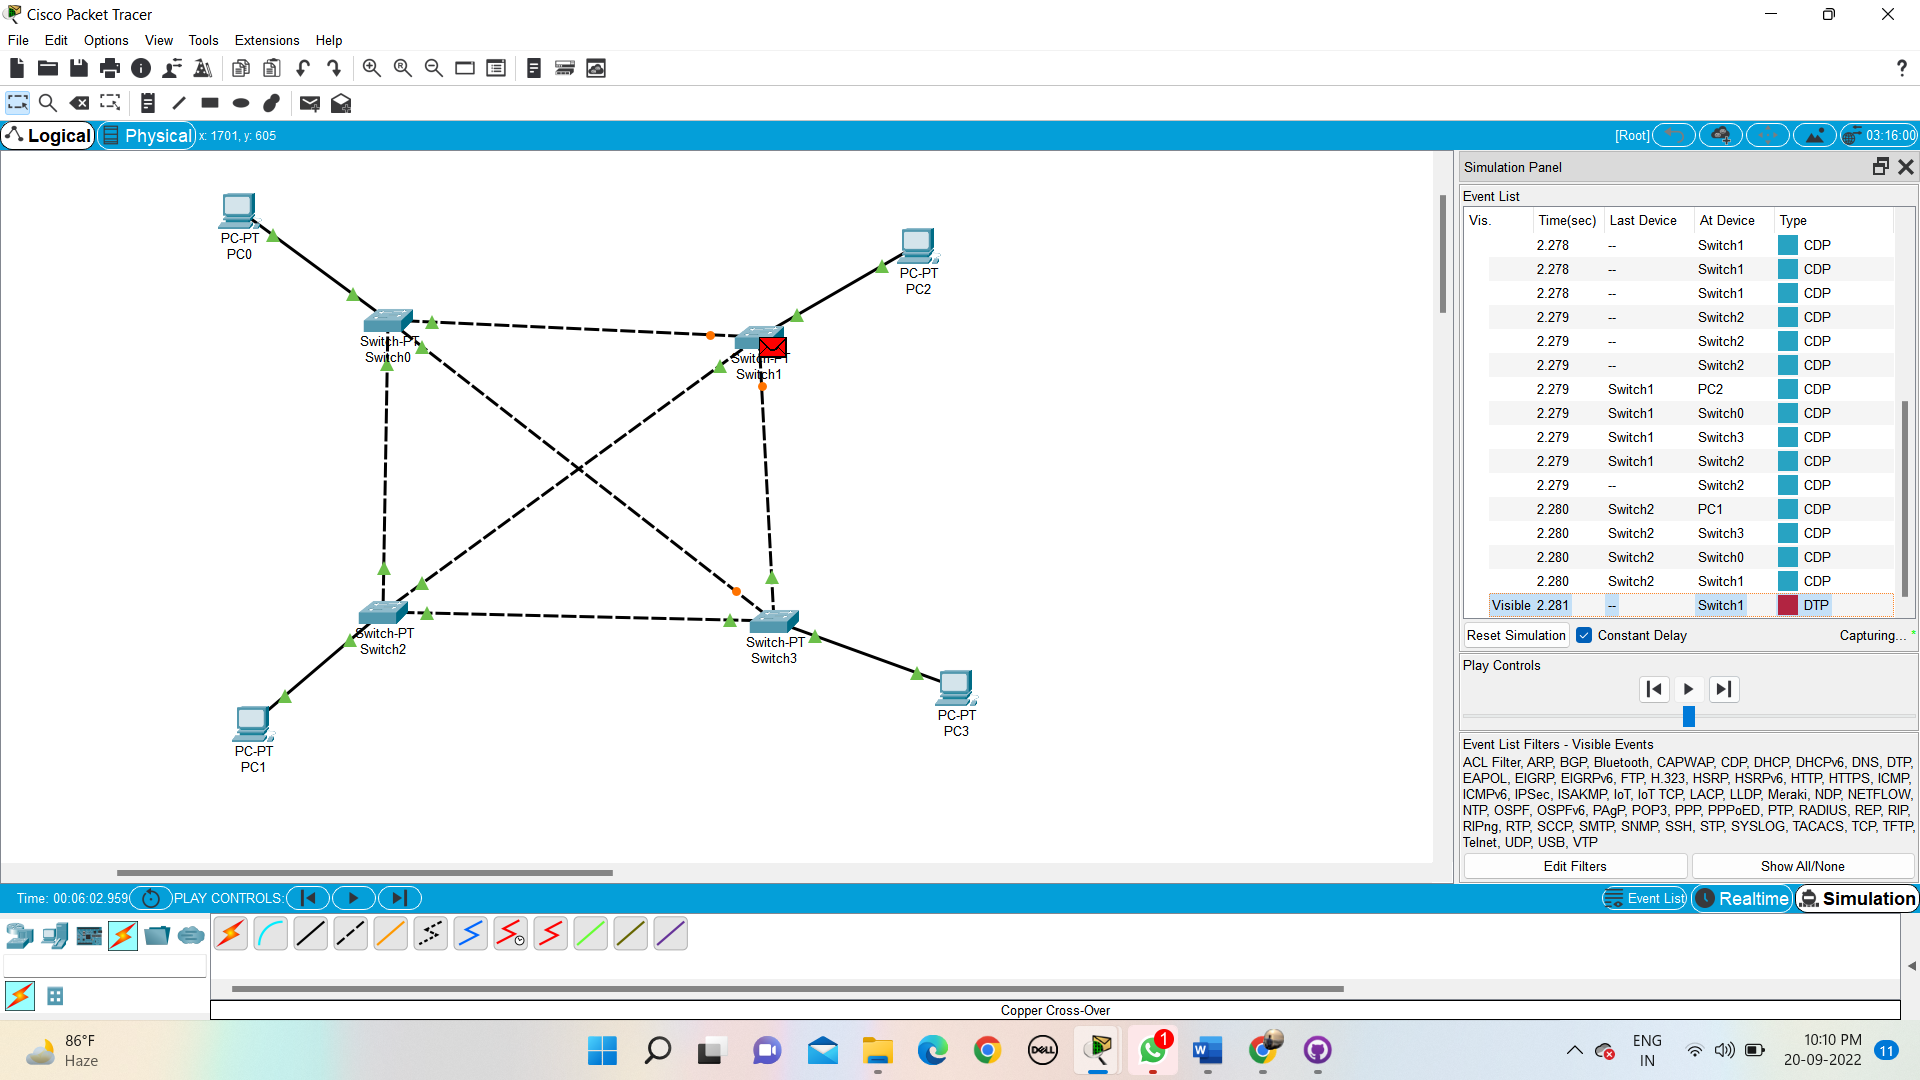 Cisco Packet Tracer
File Edit Options View Tools Extensions Help
?
Logical Physical x: 1701, y: 605 [Root] 03:16:00
Simulation Panel
Event List
Vis. Time(sec) Last Device At Device Type
2.278 -- Switch1 CDP
2.278 -- Switch1 CDP
2.278 -- Switch1 CDP
2.279 -- Switch2 CDP
2.279 -- Switch2 CDP
2.279 -- Switch2 CDP
2.279 Switch1 PC2 CDP
2.279 Switch1 Switch0 CDP
2.279 Switch1 Switch3 CDP
2.279 Switch1 Switch2 CDP
2.279 -- Switch2 CDP
2.280 Switch2 PC1 CDP
2.280 Switch2 Switch3 CDP
2.280 Switch2 Switch0 CDP
2.280 Switch2 Switch1 CDP
Visible 2.281 -- Switch1 DTP
Reset Simulation Constant Delay Capturing... *
Play Controls
Event List Filters - Visible Events
ACL Filter, ARP, BGP, Bluetooth, CAPWAP, CDP, DHCP, DHCPv6, DNS, DTP,
EAPOL, EIGRP, EIGRPv6, FTP, H.323, HSRP, HSRPv6, HTTP, HTTPS, ICMP,
ICMPv6, IPSec, ISAKMP, IoT, IoT TCP, LACP, LLDP, Meraki, NDP, NETFLOW,
NTP, OSPF, OSPFv6, PAgP, POP3, PPP, PPPoED, PTP, RADIUS, REP, RIP,
RIPng, RTP, SCCP, SMTP, SNMP, SSH, STP, SYSLOG, TACACS, TCP, TFTP,
Telnet, UDP, USB, VTP
Edit Filters Show All/None
PC-PT
PC0
PC-PT
PC2
Switch-PT
Switch0
Switch-PT
Switch1
Switch-PT
Switch2
Switch-PT
Switch3
PC-PT
PC1
PC-PT
PC3
Time: 00:06:02.959 PLAY CONTROLS: Event List Realtime Simulation
Copper Cross-Over
86°F
Haze
DELL
1
W
ENG
IN
10:10 PM
20-09-2022
11